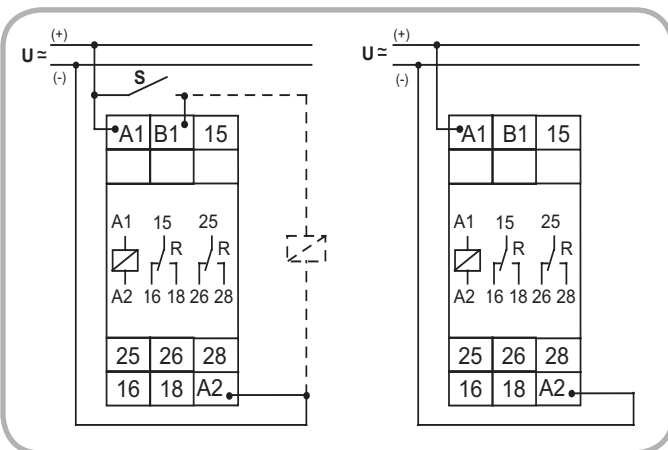 (+)
U ≂
(-)
S
A1 B1 15
A1 15 25
R R
A2 16 18 26 28
25 26 28
16 18 A2
(+)
U ≂
(-)
A1 B1 15
A1 15 25
R R
A2 16 18 26 28
25 26 28
16 18 A2